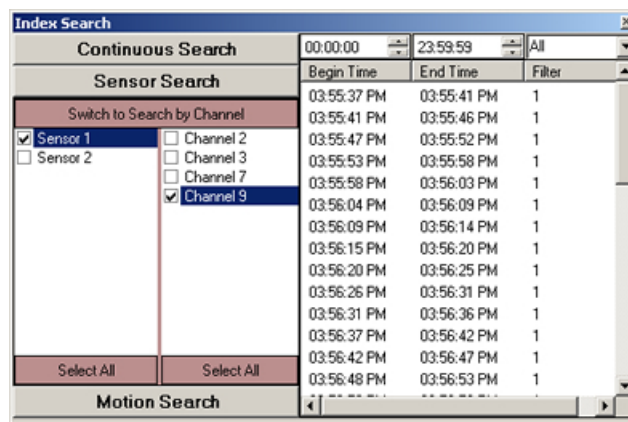 Index Search
Continuous Search
00:00:00 23:59:59 All
Sensor Search
Begin Time End Time Filter
Switch to Search by Channel
Sensor 1
Sensor 2
Channel 2
Channel 3
Channel 7
Channel 9
03:55:37 PM 03:55:41 PM 1
03:55:41 PM 03:55:46 PM 1
03:55:47 PM 03:55:52 PM 1
03:55:53 PM 03:55:58 PM 1
03:55:58 PM 03:56:03 PM 1
03:56:04 PM 03:56:09 PM 1
03:56:09 PM 03:56:14 PM 1
03:56:15 PM 03:56:20 PM 1
03:56:20 PM 03:56:25 PM 1
03:56:26 PM 03:56:31 PM 1
03:56:31 PM 03:56:36 PM 1
03:56:37 PM 03:56:42 PM 1
03:56:42 PM 03:56:47 PM 1
03:56:48 PM 03:56:53 PM 1
Select All Select All
Motion Search